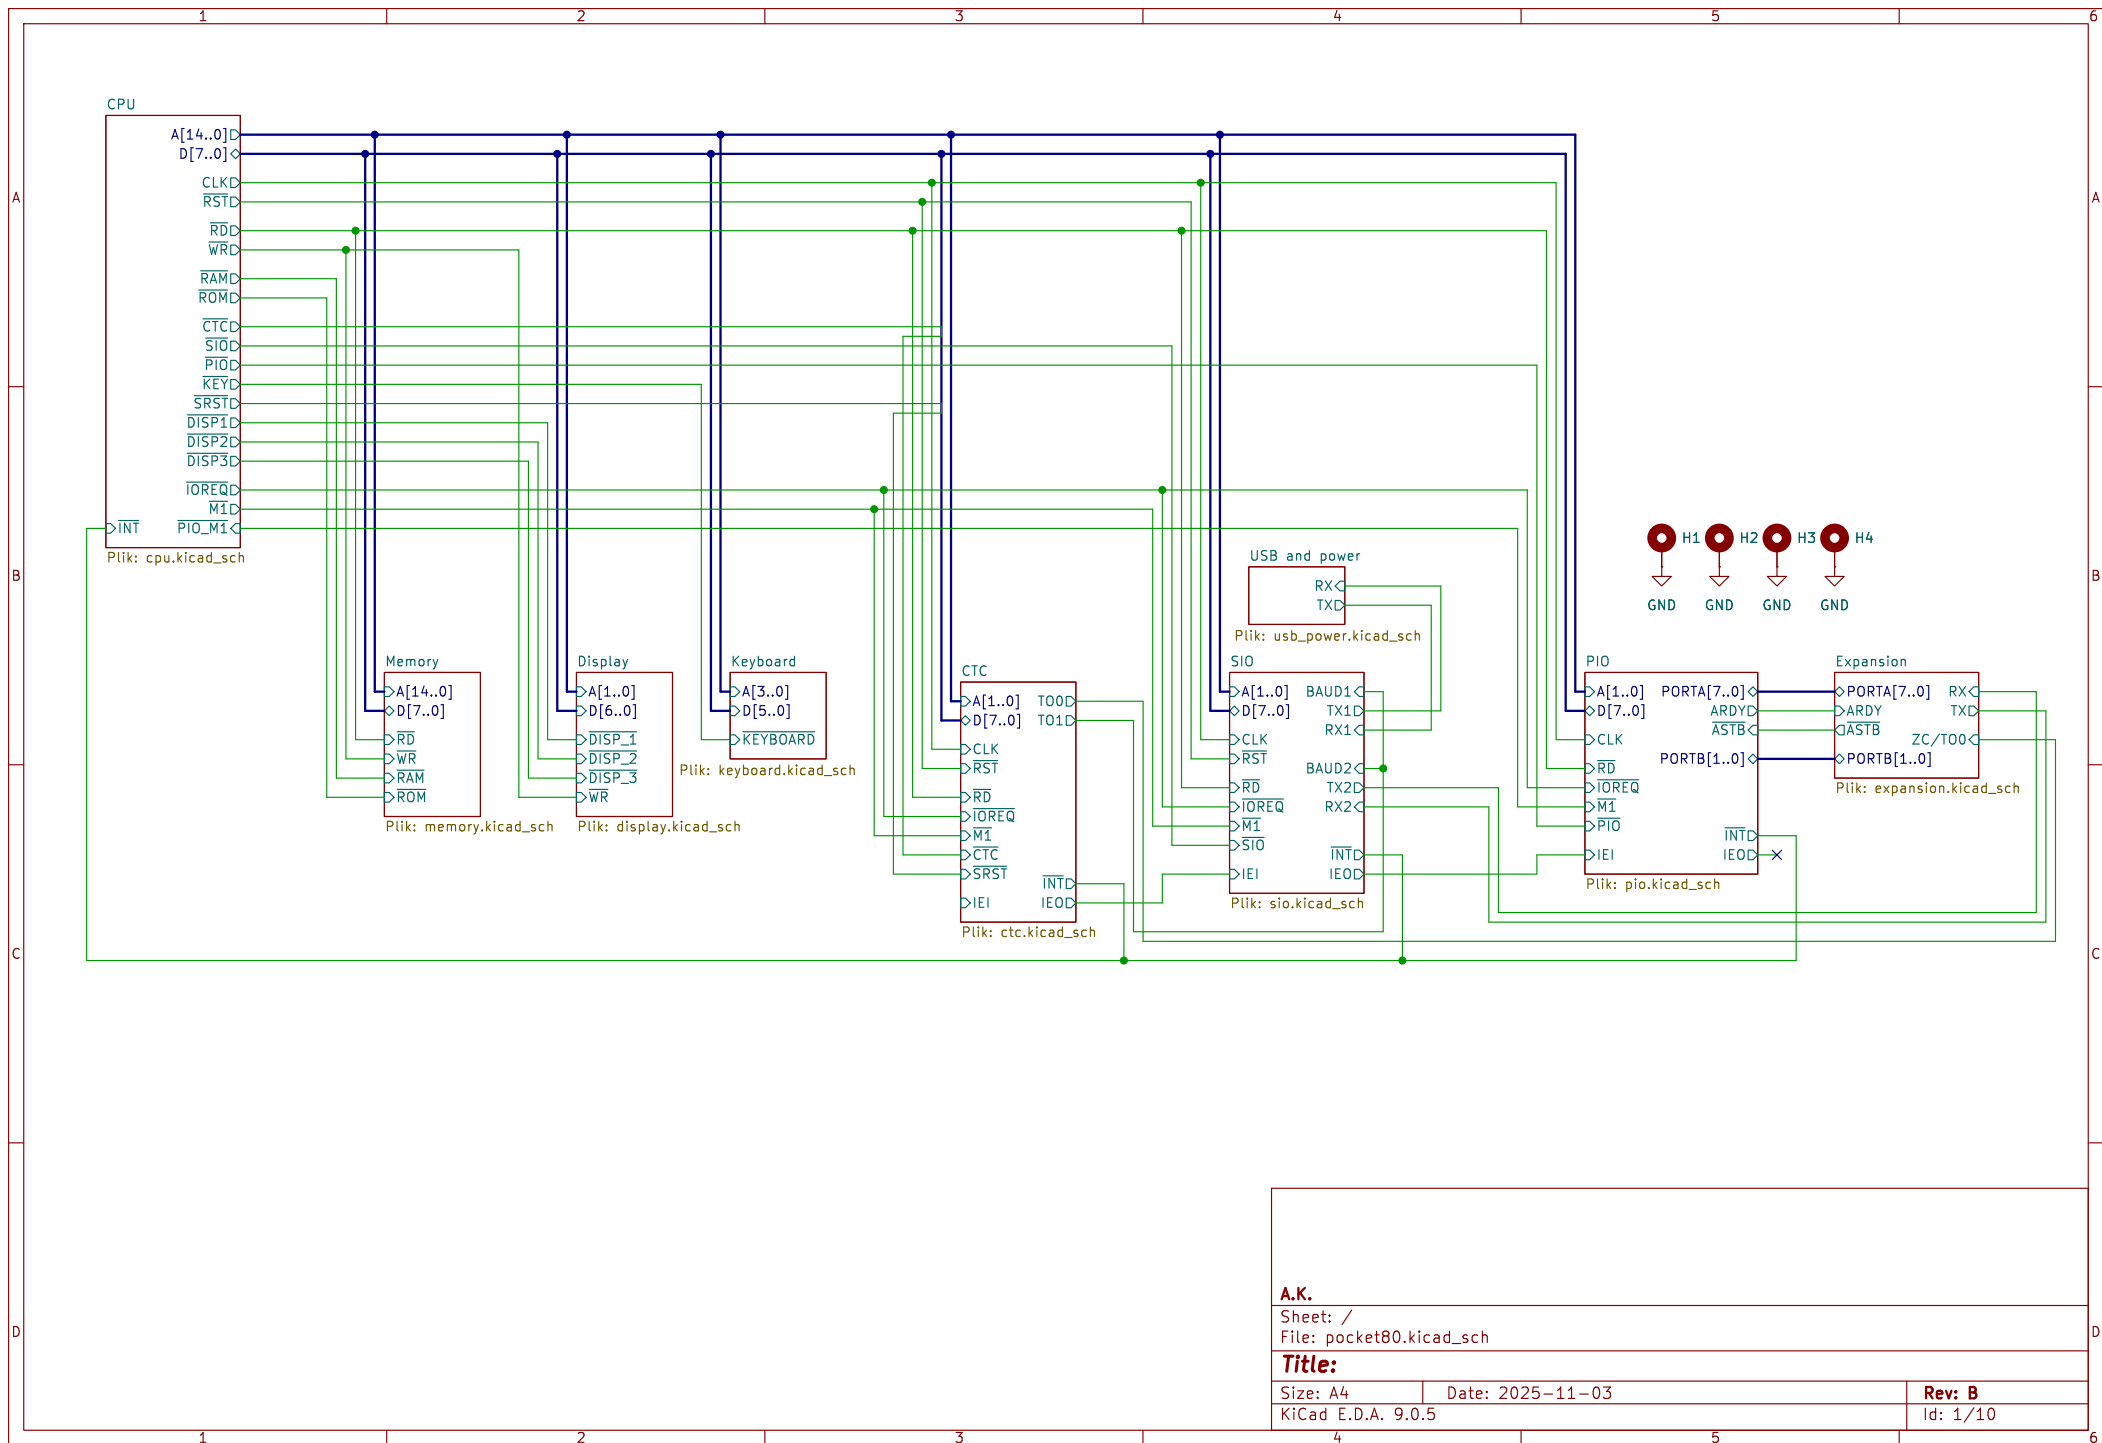 1 2 3 4 5 6
A A
B B
C C
D D
1 2 3 4 5 6
CPU
A[14..0]
D[7..0]
CLK
RST
RD
WR
RAM
ROM
CTC
SIO
PIO
KEY
SRST
DISP1
DISP2
DISP3
IOREQ
M1
INT PIO_M1
Plik: cpu.kicad_sch
Memory
A[14..0]
D[7..0]
RD
WR
RAM
ROM
Plik: memory.kicad_sch
Display
A[1..0]
D[6..0]
DISP_1
DISP_2
DISP_3
WR
Plik: display.kicad_sch
Keyboard
A[3..0]
D[5..0]
KEYBOARD
Plik: keyboard.kicad_sch
CTC
A[1..0] TO0
D[7..0] TO1
CLK
RST
RD
IOREQ
M1
CTC
SRST
INT
IEI IEO
Plik: ctc.kicad_sch
USB and power
RX
TX
Plik: usb_power.kicad_sch
SIO
A[1..0] BAUD1
D[7..0] TX1
RX1
CLK
RST
BAUD2
RD TX2
IOREQ RX2
M1
SIO
INT
IEI IEO
Plik: sio.kicad_sch
H1 H2 H3 H4
GND GND GND GND
PIO
A[1..0] PORTA[7..0]
D[7..0] ARDY
ASTB
CLK
PORTB[1..0]
RD
IOREQ
M1
PIO
INT
IEI IEO
Plik: pio.kicad_sch
Expansion
PORTA[7..0] RX
ARDY TX
ASTB
ZC/TO0
PORTB[1..0]
Plik: expansion.kicad_sch
A.K.
Sheet: /
File: pocket80.kicad_sch
Title:
Size: A4 Date: 2025-11-03 Rev: B
KiCad E.D.A. 9.0.5 Id: 1/10